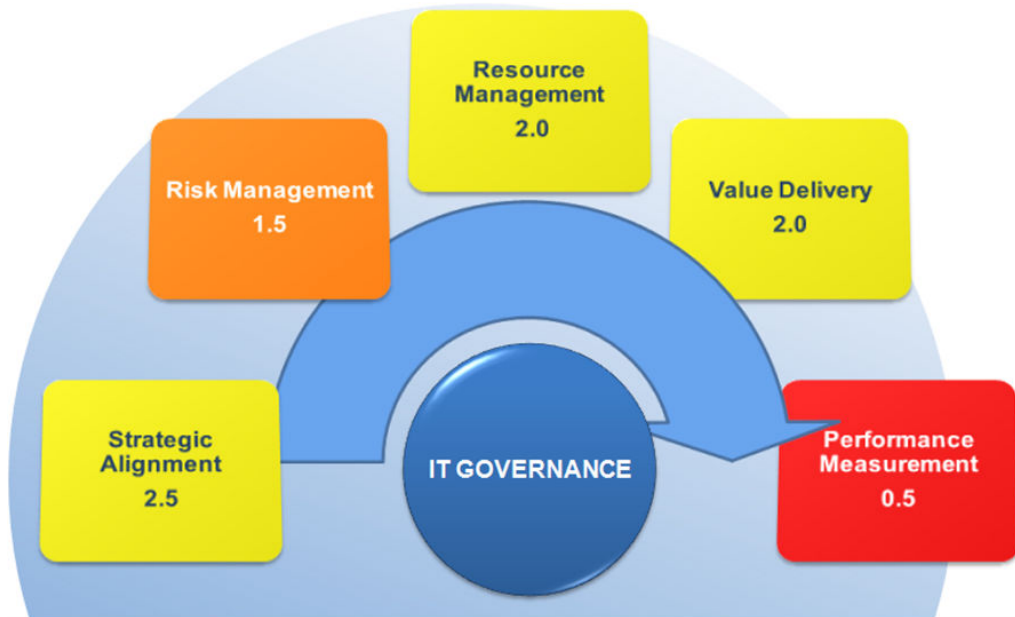 Strategic
Alignment
2.5
Risk Management
1.5
Resource
Management
2.0
Value Delivery
2.0
Performance
Measurement
0.5
IT GOVERNANCE